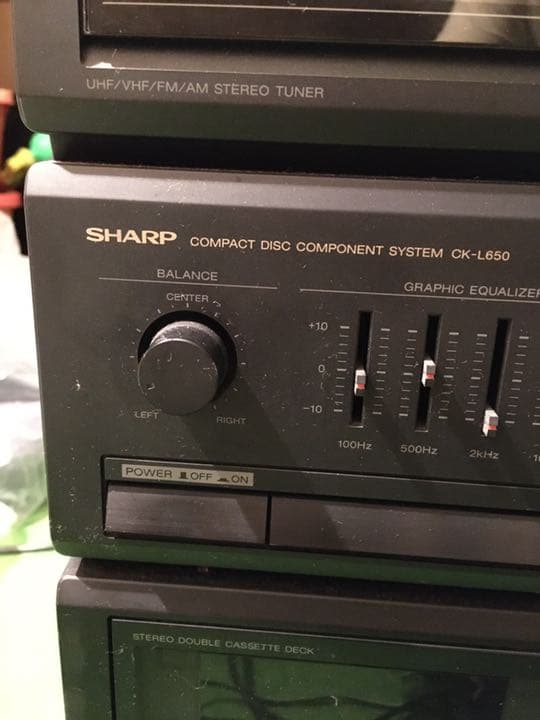 UHF/VHF/FM/AM STEREO TUNER
SHARP COMPACT DISC COMPONENT SYSTEM CK-L650
BALANCE
CENTER
LEFT
RIGHT
GRAPHIC EQUALIZER
+10
0
-10
100Hz 500Hz 2kHz 1
POWER OFF ON
STEREO DOUBLE CASSETTE DECK